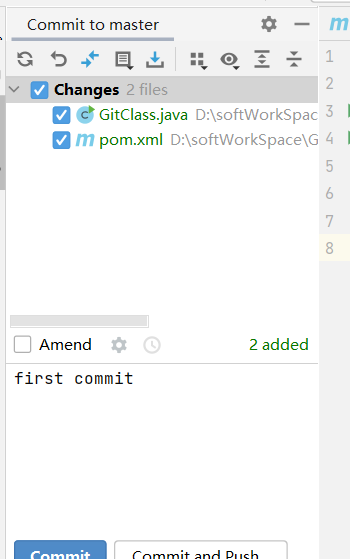 Commit to master
Changes 2 files
GitClass.java D:\softWorkSpac
pom.xml D:\softWorkSpace\G
Amend 2 added
first commit
Commit Commit and Push...
m
1
2
3
4
5
6
7
8